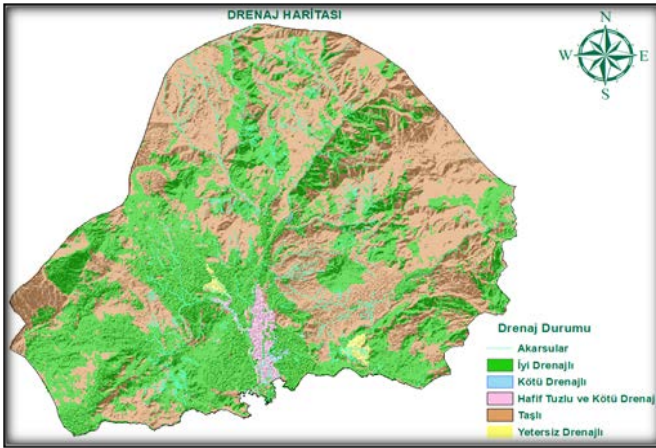 DRENAJ HARİTASI
N
W E
S
Drenaj Durumu
Akarsular
İyi Drenajlı
Kötü Drenajlı
Hafif Tuzlu ve Kötü Drenaj
Taşlı
Yetersiz Drenajlı